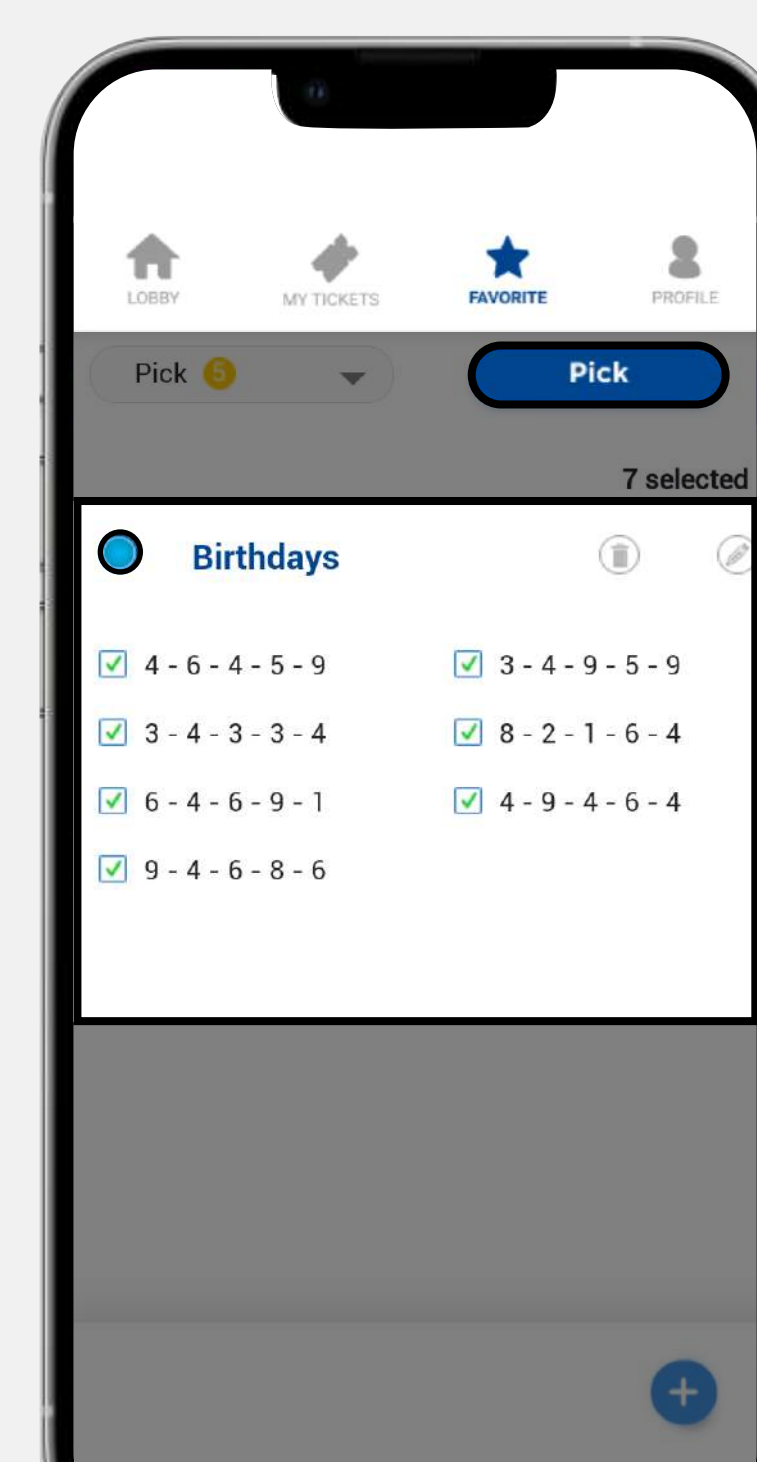 LOBBY MY TICKETS FAVORITE PROFILE
Pick 5
Pick
7 selected
Birthdays
4 - 6 - 4 - 5 - 9
3 - 4 - 9 - 5 - 9
3 - 4 - 3 - 3 - 4
8 - 2 - 1 - 6 - 4
6 - 4 - 6 - 9 - 1
4 - 9 - 4 - 6 - 4
9 - 4 - 6 - 8 - 6